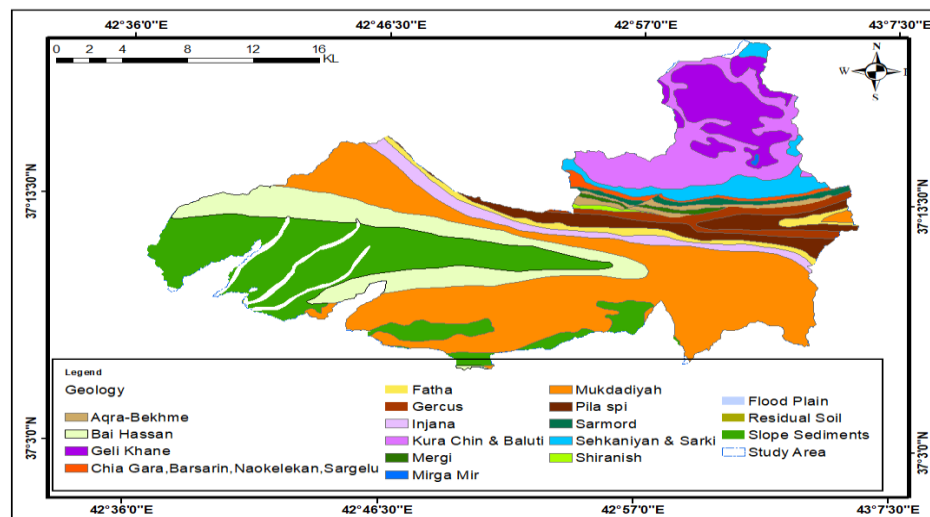 42°36'0"E 42°46'30"E 42°57'0"E 43°7'30"E
0 2 4 8 12 16
KL
N
W E
S
37°13'30"N 37°13'30"N
37°3'0"N 37°3'0"N
Legend
Geology
Aqra-Bekhme
Bai Hassan
Geli Khane
Chia Gara,Barsarin,Naokelekan,Sargelu
Fatha
Gercus
Injana
Kura Chin & Baluti
Mergi
Mirga Mir
Mukdadiyah
Pila spi
Sarmord
Sehkaniyan & Sarki
Shiranish
Flood Plain
Residual Soil
Slope Sediments
Study Area
42°36'0"E 42°46'30"E 42°57'0"E 43°7'30"E